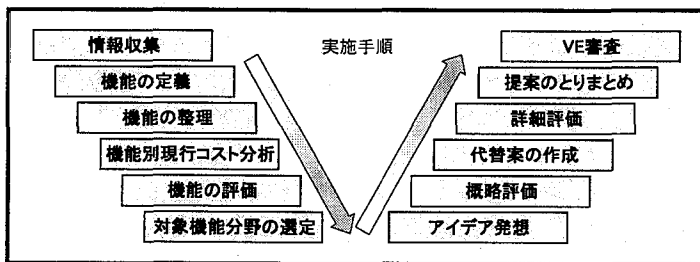 実施手順
情報収集
機能の定義
機能の整理
機能別現行コスト分析
機能の評価
対象機能分野の選定
アイデア発想
概略評価
代替案の作成
詳細評価
提案のとりまとめ
VE審査